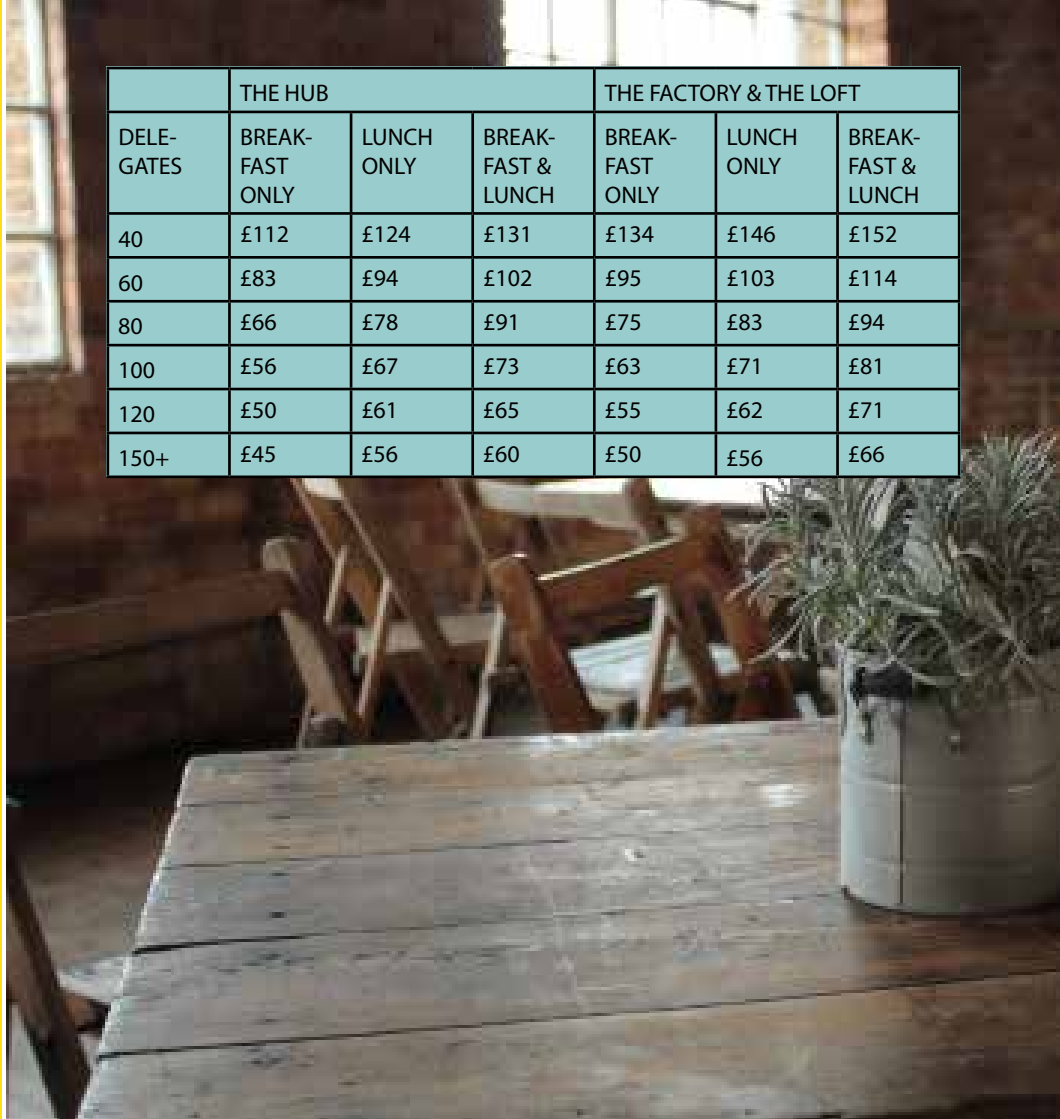 THE HUB THE FACTORY & THE LOFT
DELE- BREAK- LUNCH BREAK- BREAK- LUNCH BREAK-
GATES FAST ONLY FAST & FAST ONLY FAST &
ONLY LUNCH ONLY LUNCH
40 £112 £124 £131 £134 £146 £152
60 £83 £94 £102 £95 £103 £114
80 £66 £78 £91 £75 £83 £94
100 £56 £67 £73 £63 £71 £81
120 £50 £61 £65 £55 £62 £71
150+ £45 £56 £60 £50 £56 £66